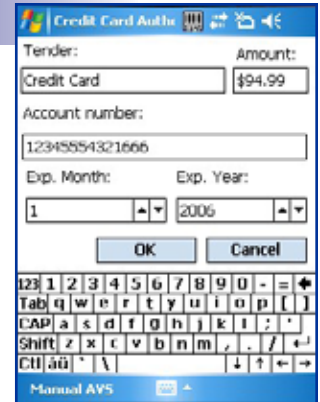 Credit Card Autho
Tender: Amount:
Credit Card $94.99
Account number:
12345554321666
Exp. Month: Exp. Year:
1 2006
OK Cancel
123 1 2 3 4 5 6 7 8 9 0 - =
Tab q w e r t y u i o p [ ]
CAP a s d f g h j k l ; '
Shift z x c v b n m , . /
Ctl áü ` \
Manual AVS